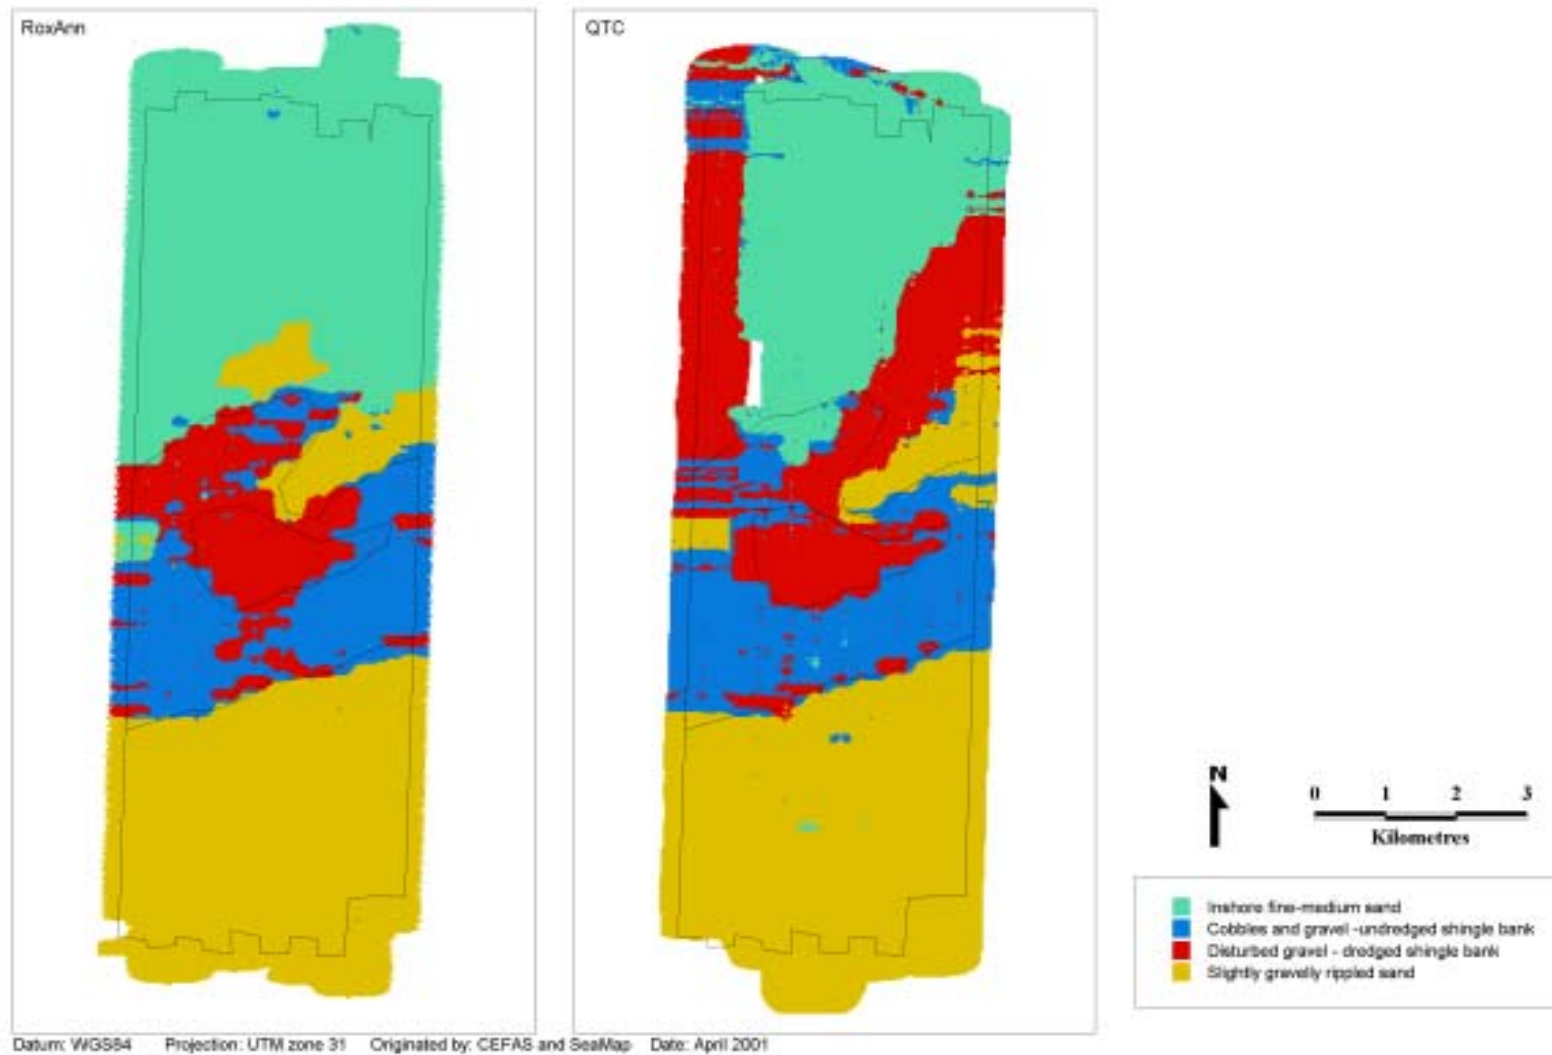 RoxAnn
QTC
N
0 1 2 3
Kilometres
Inshore fine-medium sand
Cobbles and gravel -undredged shingle bank
Disturbed gravel - dredged shingle bank
Slightly gravelly rippled sand
Datum: WGS84 Projection: UTM zone 31 Originated by: CEFAS and SeaMap Date: April 2001